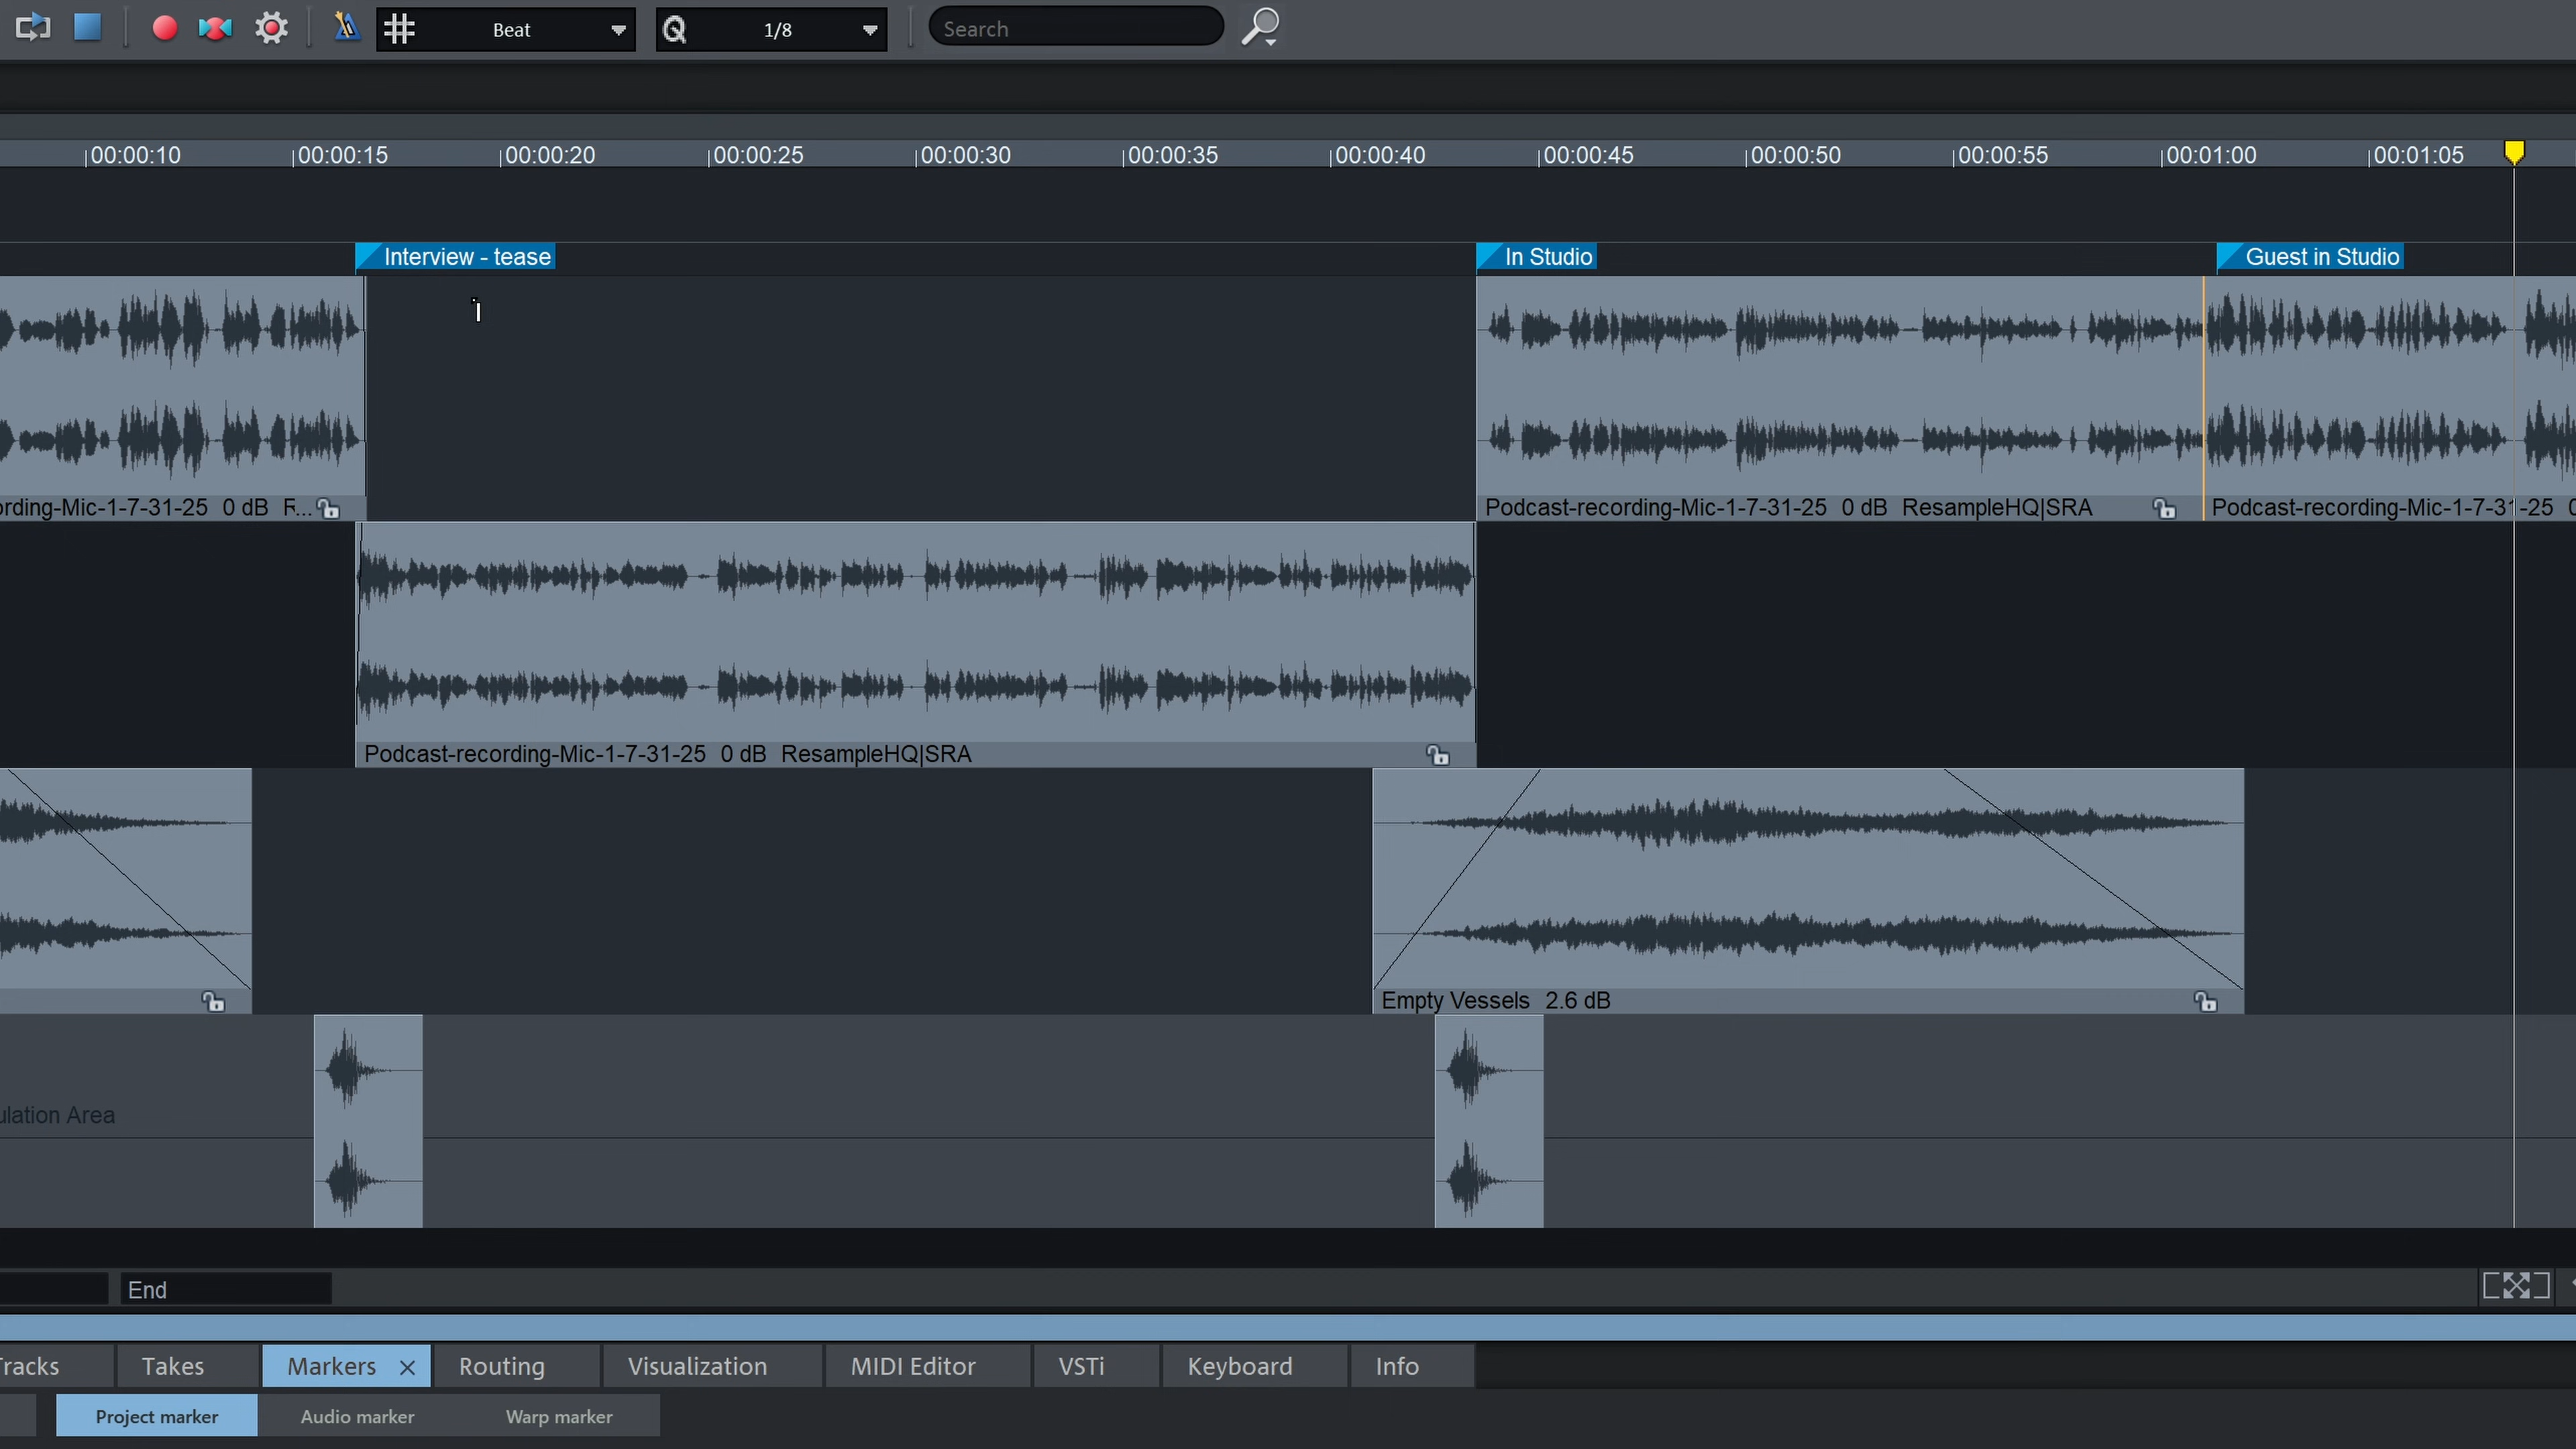 Beat
Q 1/8
Search
00:00:10 00:00:15 00:00:20 00:00:25 00:00:30 00:00:35 00:00:40 00:00:45 00:00:50 00:00:55 00:01:00 00:01:05
Interview - tease In Studio Guest in Studio
ording-Mic-1-7-31-25 0 dB R... Podcast-recording-Mic-1-7-31-25 0 dB ResampleHQ|SRA Podcast-recording-Mic-1-7-31-25
Podcast-recording-Mic-1-7-31-25 0 dB ResampleHQ|SRA
Empty Vessels 2.6 dB
ulation Area
End
Tracks Takes Markers Routing Visualization MIDI Editor VSTi Keyboard Info
Project marker Audio marker Warp marker